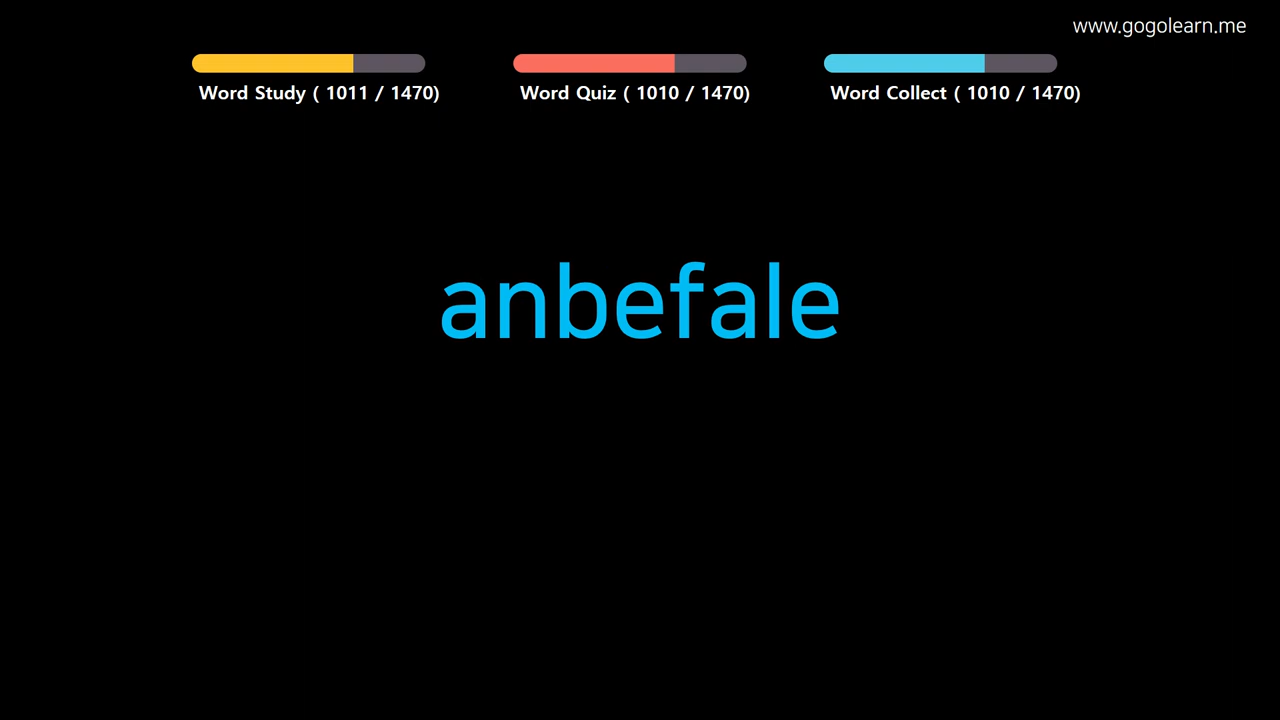 www.gogolearn.me
Word Study ( 1011 / 1470)
Word Quiz ( 1010 / 1470)
Word Collect ( 1010 / 1470)
anbefale